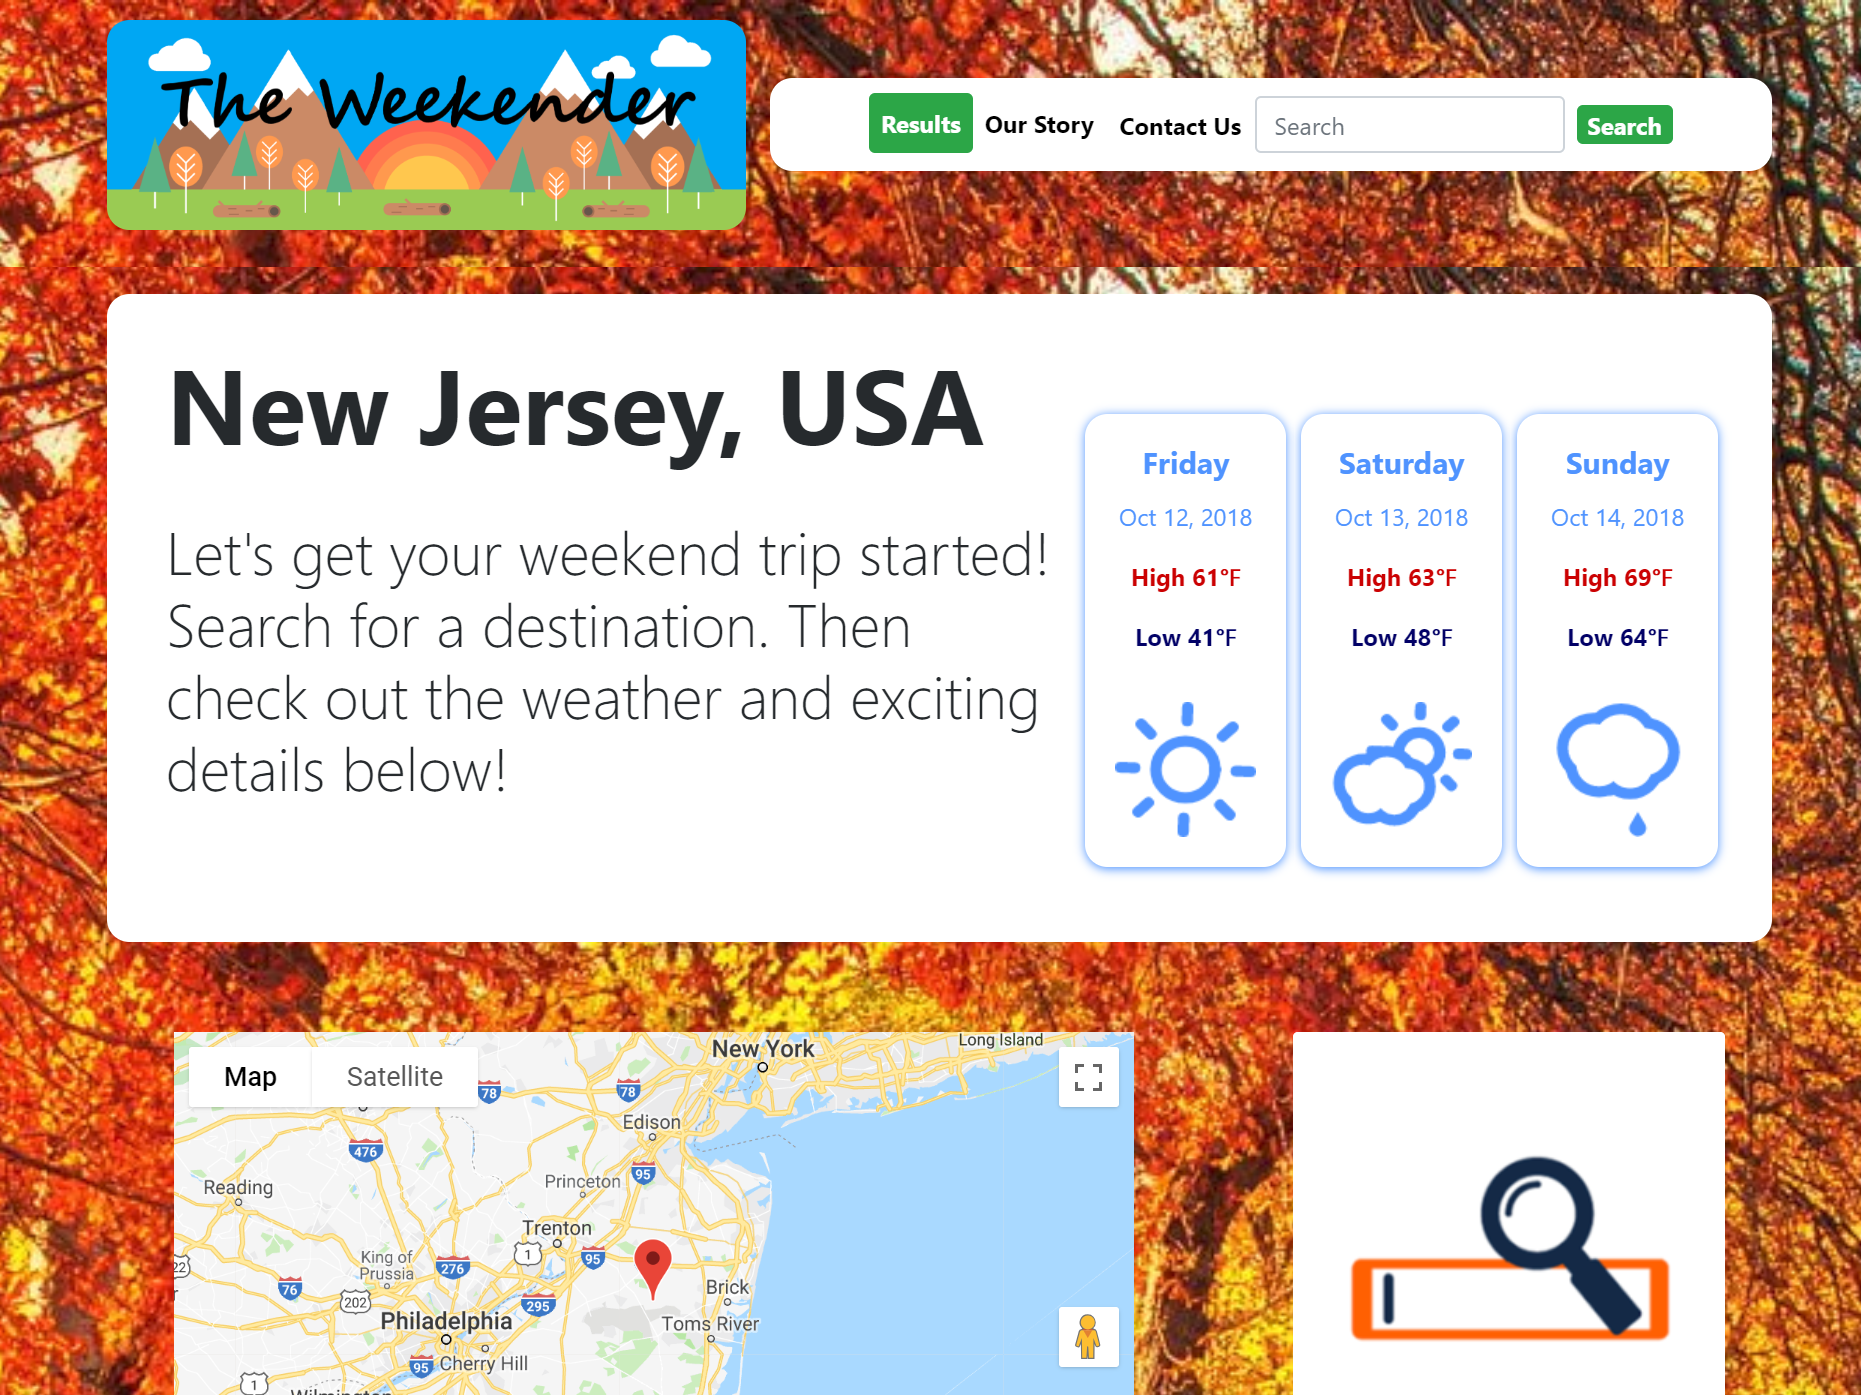 The Weekender
Results Our Story Contact Us Search Search
New Jersey, USA
Let's get your weekend trip started!
Search for a destination. Then
check out the weather and exciting
details below!
Friday
Oct 12, 2018
High 61°F
Low 41°F
Saturday
Oct 13, 2018
High 63°F
Low 48°F
Sunday
Oct 14, 2018
High 69°F
Low 64°F
Map Satellite
New York
Long Island
78
78
Edison
476
95
Princeton
Reading
Trenton
1
95
King of
Prussia
276
22
76
202
295
Brick
Philadelphia
Toms River
95
Cherry Hill
1
Wilmington